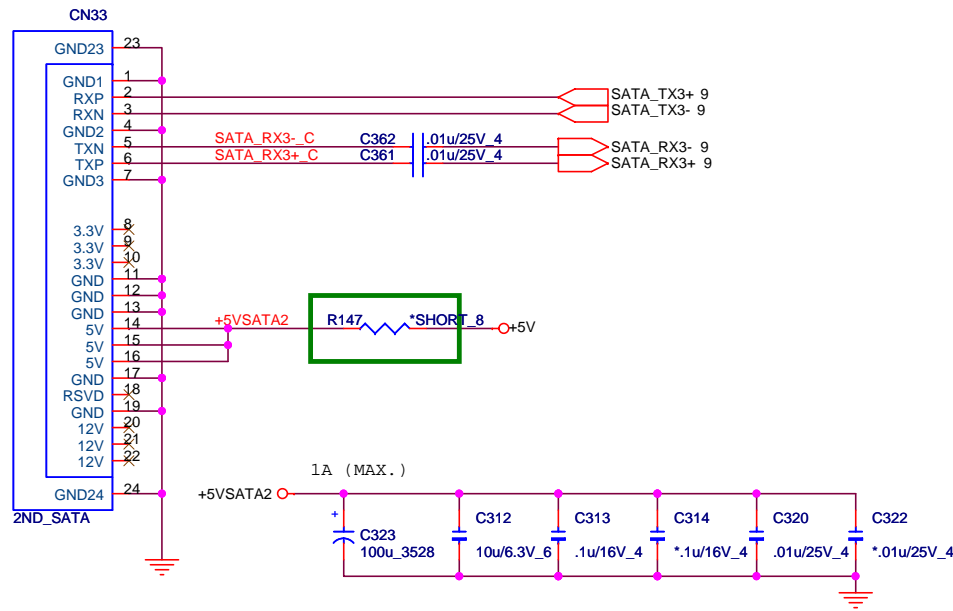 CN33
GND23 23
GND1 1
RXP 2 SATA_TX3+ 9
RXN 3 SATA_TX3- 9
GND2 4
TXN 5 SATA_RX3-_C C362 .01u/25V_4 SATA_RX3- 9
TXP 6 SATA_RX3+_C C361 .01u/25V_4 SATA_RX3+ 9
GND3 7
3.3V 8
3.3V 9
3.3V 10
GND 11
GND 12
GND 13
5V 14 +5VSATA2 R147 *SHORT_8 +5V
5V 15
5V 16
GND 17
RSVD 18
GND 19
12V 20
12V 21
12V 22
GND24 24
2ND_SATA
1A (MAX.)
+5VSATA2
+
C323
100u_3528
C312
10u/6.3V_6
C313
.1u/16V_4
C314
*.1u/16V_4
C320
.01u/25V_4
C322
*.01u/25V_4